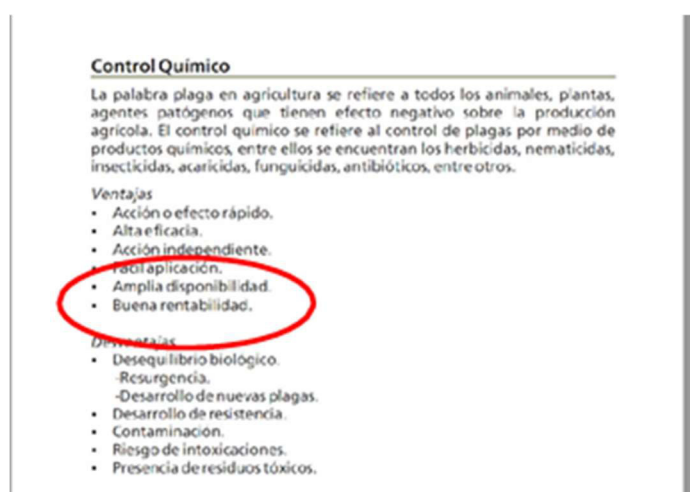 Control Químico
La palabra plaga en agricultura se refiere a todos los animales, plantas,
agentes patógenos que tienen efecto negativo sobre la producción
agrícola. El control químico se refiere al control de plagas por medio de
productos químicos, entre ellos se encuentran los herbicidas, nematicidas,
insecticidas, acaricidas, funguicidas, antibióticos, entre otros.
Ventajas
• Acción o efecto rápido.
• Alta eficacia.
• Acción independiente.
• Fácil aplicación.
• Amplia disponibilidad.
• Buena rentabilidad.
Desventajas
• Desequilibrio biológico.
-Resurgencia.
-Desarrollo de nuevas plagas.
• Desarrollo de resistencia.
• Contaminación.
• Riesgo de intoxicaciones.
• Presencia de residuos tóxicos.